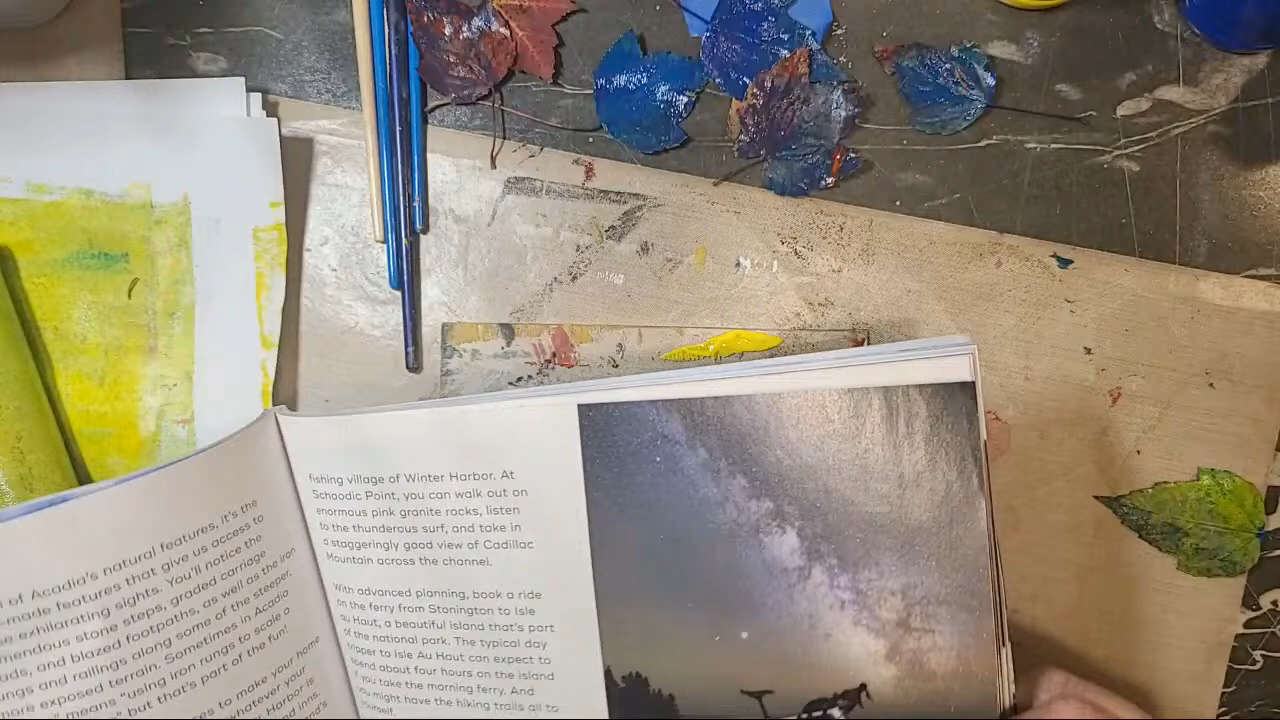 of Acadia's natural features, it's the
-made features that give us access to
e exhilarating sights. You'll notice the
mendous stone steps, graded carriage
ads, and blazed footpaths, as well as the iron
ungs and railings along some of the steeper,
more exposed terrain. Sometimes in Acadia
" means "using iron rungs to scale a
" but that's part of the fun!
es to make your home
whatever your
Harbor is
and inns.
fishing village of Winter Harbor. At
Schoodic Point, you can walk out on
enormous pink granite rocks, listen
to the thunderous surf, and take in
a staggeringly good view of Cadillac
Mountain across the channel.
With advanced planning, book a ride
on the ferry from Stonington to Isle
au Haut, a beautiful island that's part
of the national park. The typical day
tripper to Isle Au Haut can expect to
spend about four hours on the island
if you take the morning ferry. And
you might have the hiking trails all to
yourself.